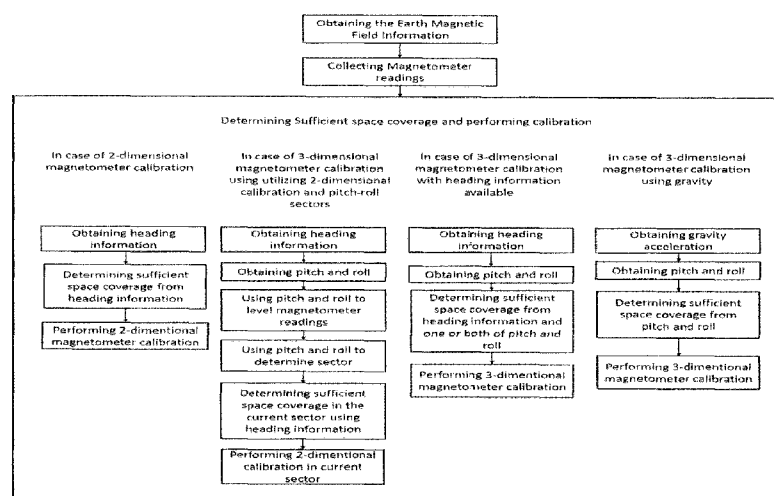 Obtaining the Earth Magnetic
Field Information
Collecting Magnetometer
readings
Determining Sufficient space coverage and performing calibration
In case of 2-dimensional
magnetometer calibration
Obtaining heading
information
Determining sufficient
space coverage from
heading information
Performing 2-dimentional
magnetometer calibration
In case of 3-dimensional
magnetometer calibration
using utilizing 2-dimensional
calibration and pitch-roll
sectors
Obtaining heading
information
Obtaining pitch and roll
Using pitch and roll to
level magnetometer
readings
Using pitch and roll to
determine sector
Determining sufficient
space coverage in the
current sector using
heading information
Performing 2-dimentional
calibration in current
sector
In case of 3-dimensional
magnetometer calibration
with heading information
available
Obtaining heading
information
Obtaining pitch and roll
Determining sufficient
space coverage from
heading information and
one or both of pitch and
roll
Performing 3-dimentional
magnetometer calibration
In case of 3-dimensional
magnetometer calibration
using gravity
Obtaining gravity
acceleration
Obtaining pitch and roll
Determining sufficient
space coverage from
pitch and roll
Performing 3-dimentional
magnetometer calibration